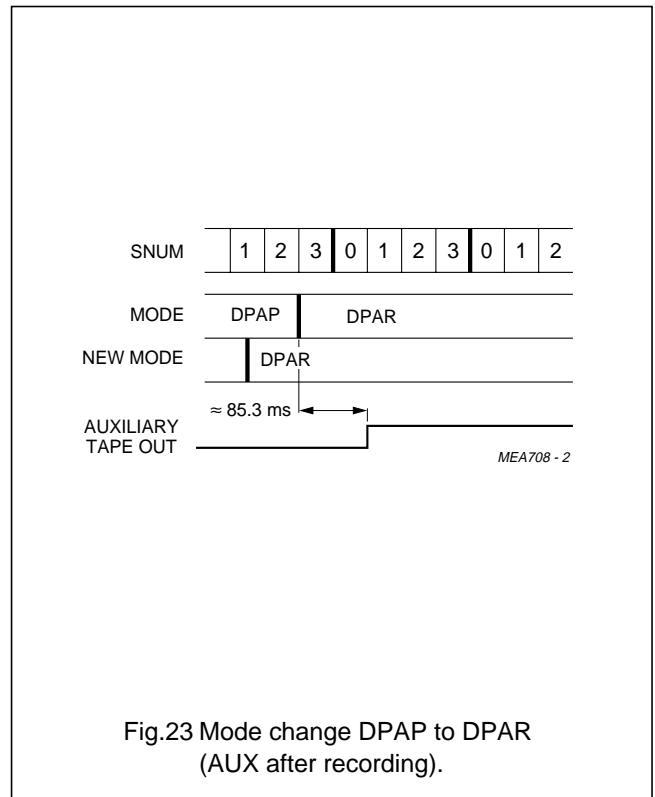 SNUM 1 2 3 0 1 2 3 0 1 2
MODE DPAP DPAR
NEW MODE DPAR
≈ 85.3 ms
AUXILIARY
TAPE OUT
MEA708 - 2
Fig.23 Mode change DPAP to DPAR
(AUX after recording).